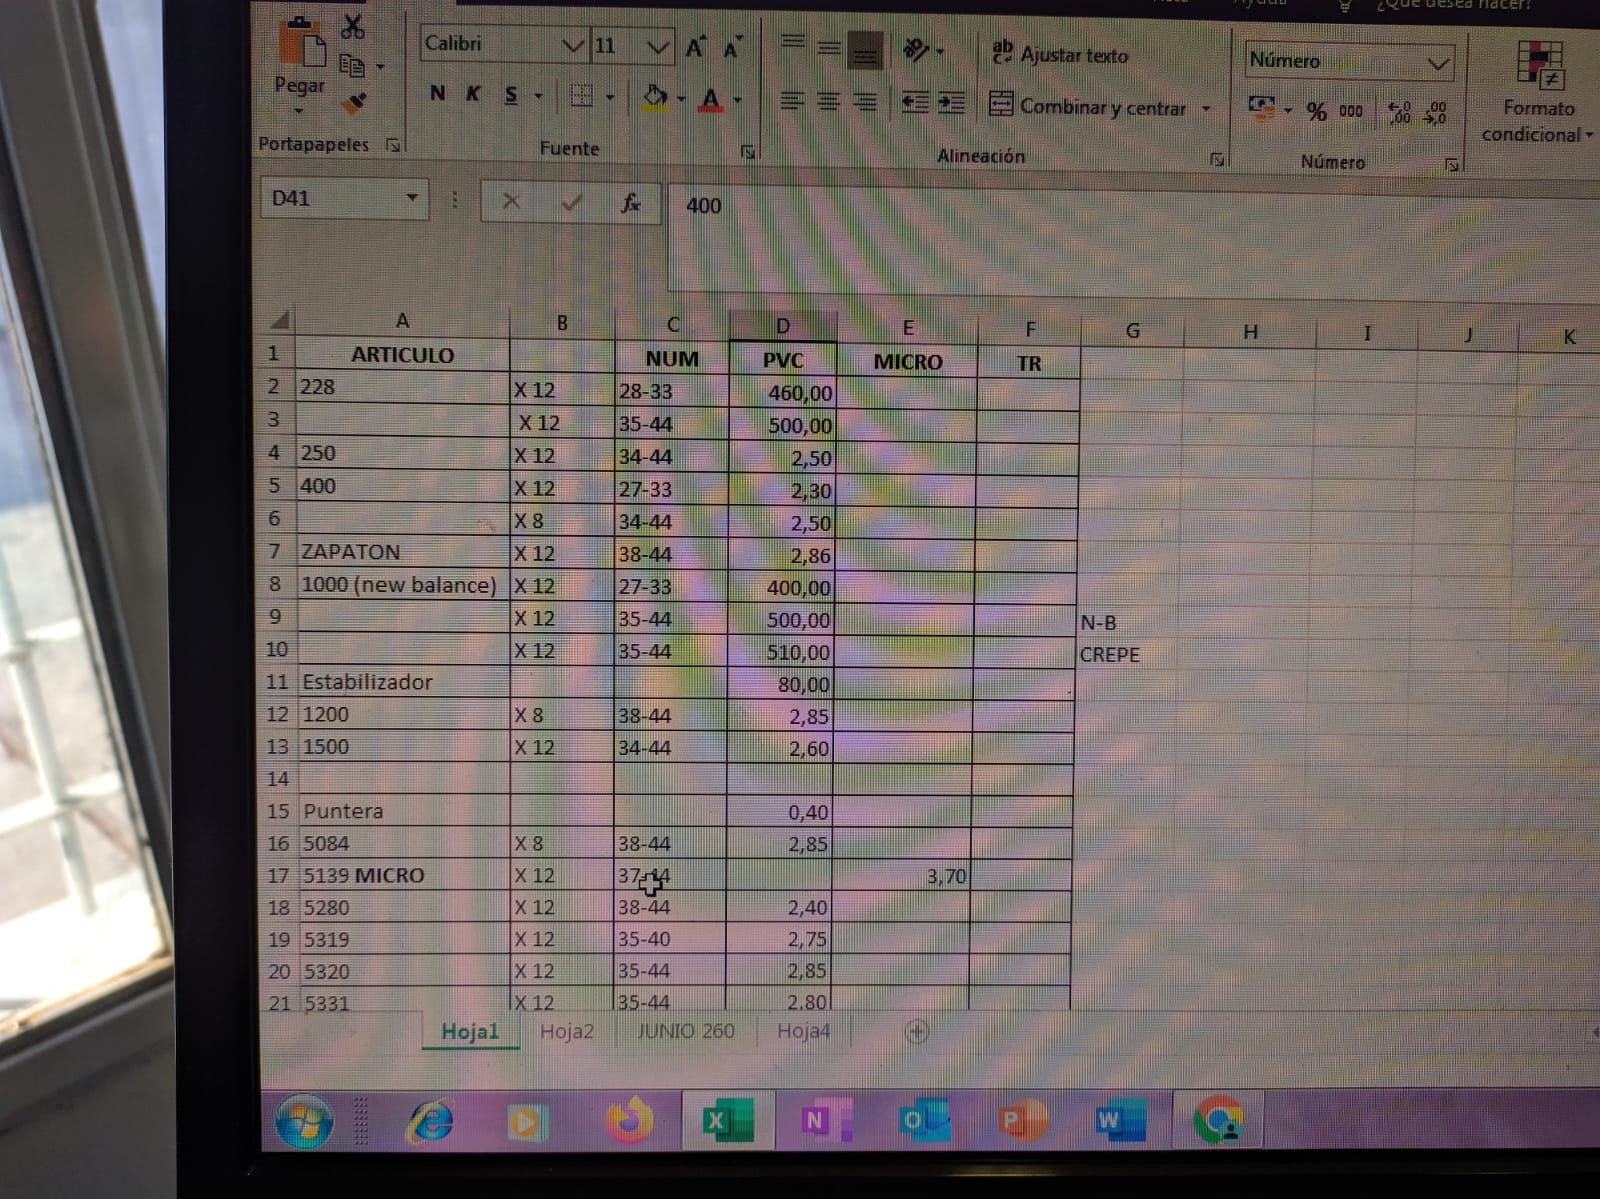 ¿Qué desea hacer?
Calibri 11 Ajustar texto Número
Pegar N K S Combinar y centrar % 000 Formato condicional
Portapapeles Fuente Alineación Número
D41 fx 400
A B C D E F G H I J K
1 ARTICULO NUM PVC MICRO TR
2 228 X 12 28-33 460,00
3 X 12 35-44 500,00
4 250 X 12 34-44 2,50
5 400 X 12 27-33 2,30
6 X 8 34-44 2,50
7 ZAPATON X 12 38-44 2,86
8 1000 (new balance) X 12 27-33 400,00
9 X 12 35-44 500,00 N-B
10 X 12 35-44 510,00 CREPE
11 Estabilizador 80,00
12 1200 X 8 38-44 2,85
13 1500 X 12 34-44 2,60
14
15 Puntera 0,40
16 5084 X 8 38-44 2,85
17 5139 MICRO X 12 37-44 3,70
18 5280 X 12 38-44 2,40
19 5319 X 12 35-40 2,75
20 5320 X 12 35-44 2,85
21 5331 X 12 35-44 2.80
Hoja1 Hoja2 JUNIO 260 Hoja4